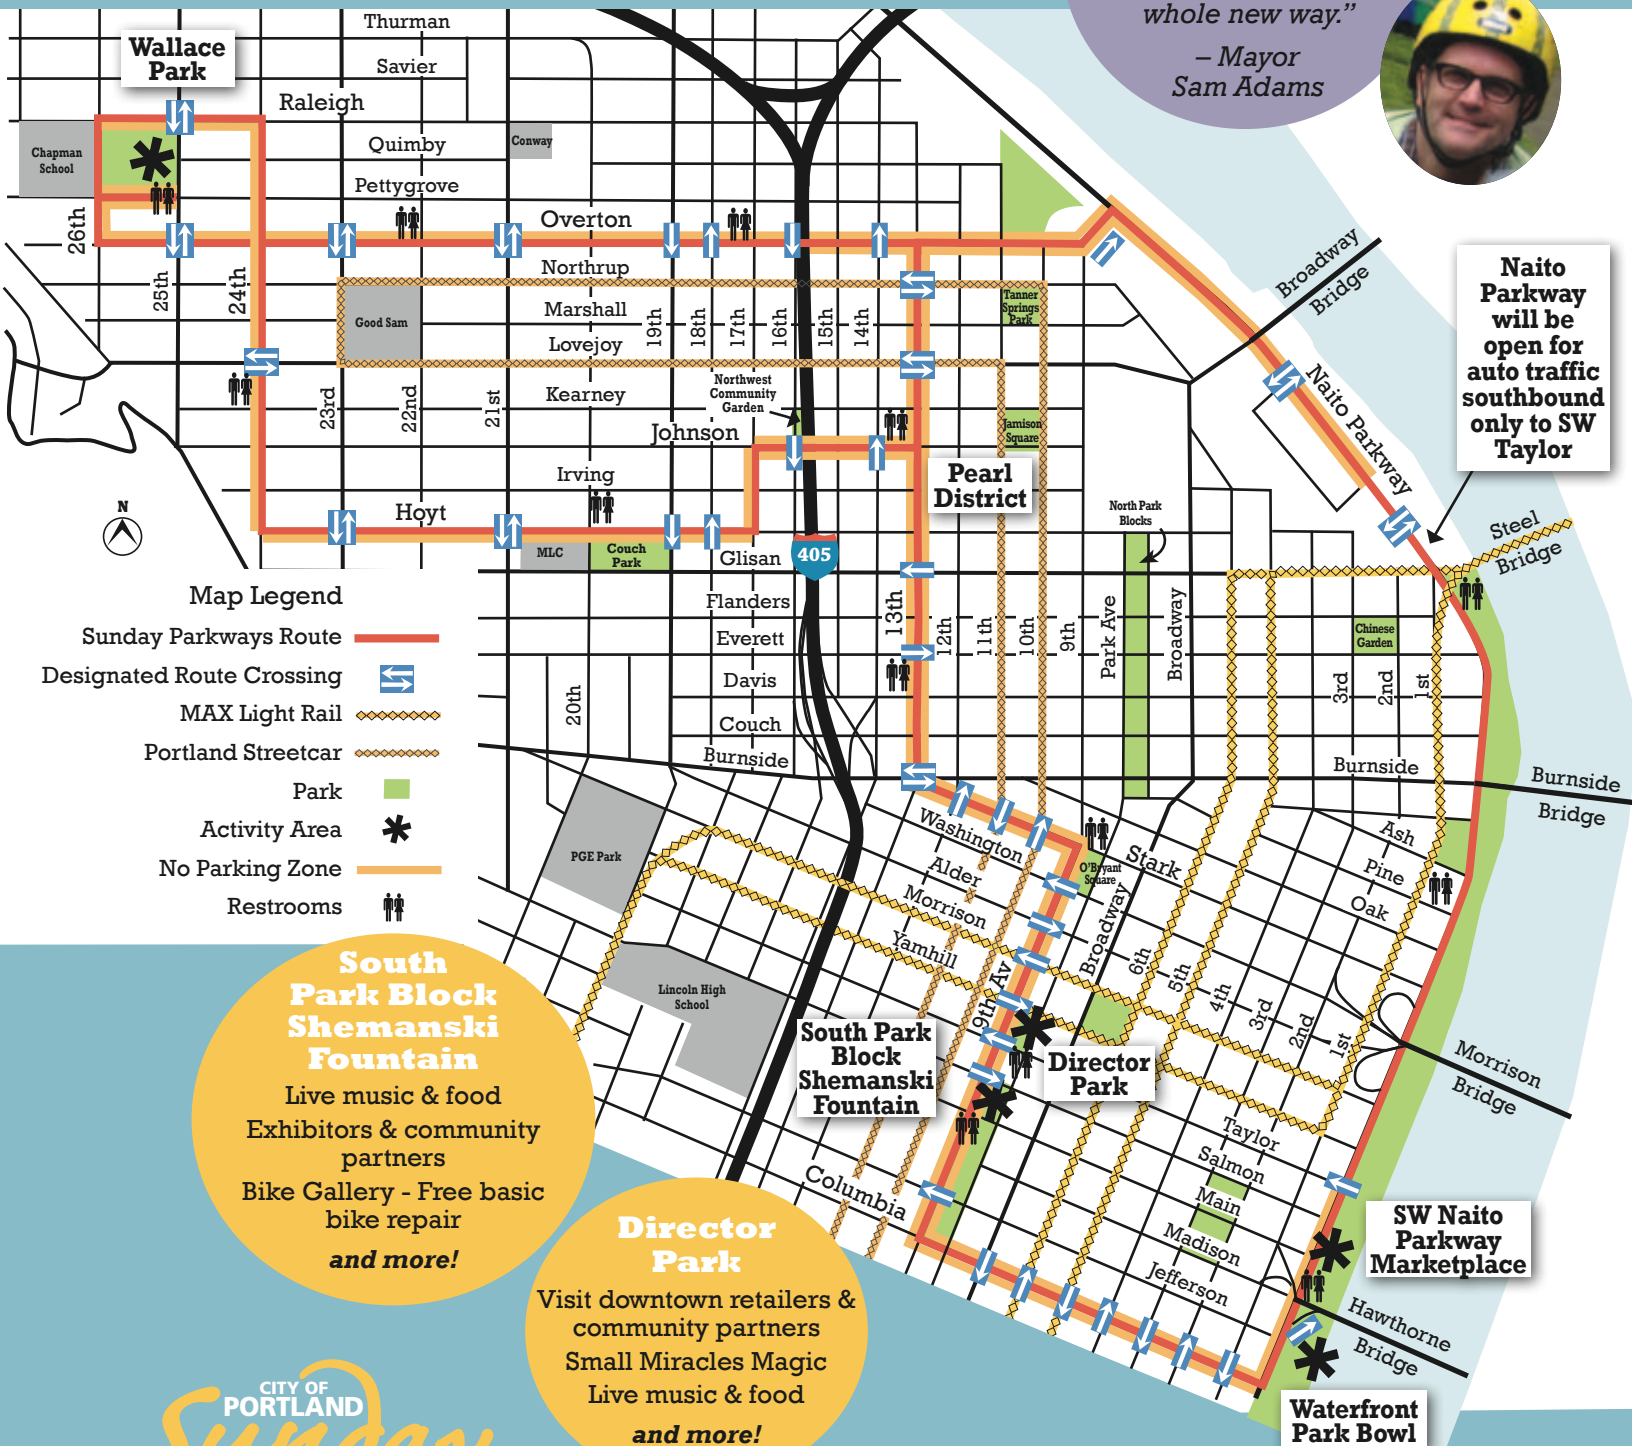 whole new way.”
– Mayor
Sam Adams
Wallace
Park
Thurman
Savier
Raleigh
Quimby
Conway
Chapman
School
Pettygrove
Overton
26th
25th
24th
Northrup
Marshall
Lovejoy
Good Sam
Kearney
23rd
22nd
21st
19th
18th
17th
16th
15th
14th
Tanner
Springs
Park
Northwest
Community
Garden
Johnson
Jamison
Square
Irving
Hoyt
Pearl
District
MLC
Couch
Park
Glisan
405
North Park
Blocks
Broadway
Bridge
Naito Parkway
Naito
Parkway
will be
open for
auto traffic
southbound
only to SW
Taylor
Steel
Bridge
N
Map Legend
Sunday Parkways Route
Designated Route Crossing
MAX Light Rail
Portland Streetcar
Park
Activity Area
No Parking Zone
Restrooms
Flanders
Everett
Davis
Couch
Burnside
20th
13th
12th
11th
10th
9th
Park Ave
Broadway
Chinese
Garden
3rd
2nd
1st
Burnside
Burnside
Bridge
PGE Park
Washington
Alder
Morrison
Yamhill
Stark
O'Bryant
Square
Broadway
Ash
Pine
Oak
6th
5th
4th
3rd
2nd
1st
9th Av
Lincoln High
School
South Park
Block
Shemanski
Fountain
Director
Park
Morrison
Bridge
Taylor
Salmon
Main
Madison
Jefferson
Columbia
SW Naito
Parkway
Marketplace
Hawthorne
Bridge
Waterfront
Park Bowl
South
Park Block
Shemanski
Fountain
Live music & food
Exhibitors & community
partners
Bike Gallery - Free basic
bike repair
and more!
Director
Park
Visit downtown retailers &
community partners
Small Miracles Magic
Live music & food
and more!
CITY OF
PORTLAND
Sunday